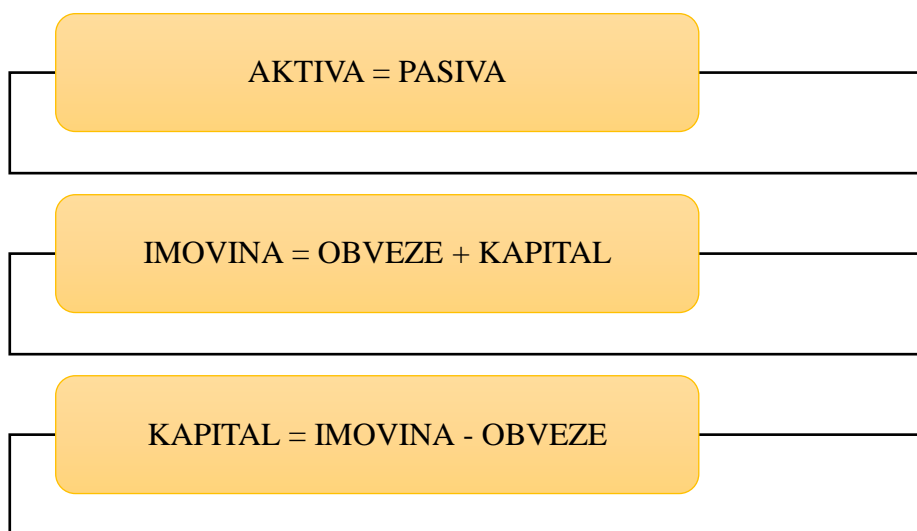 AKTIVA = PASIVA
IMOVINA = OBVEZE + KAPITAL
KAPITAL = IMOVINA - OBVEZE